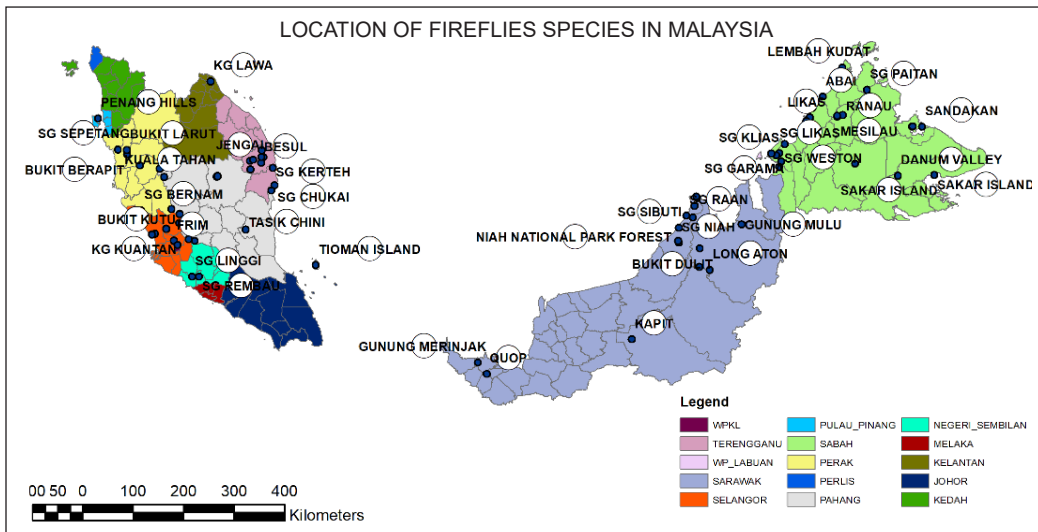 LOCATION OF FIREFLIES SPECIES IN MALAYSIA
LEMBAH KUDAT
KG LAWA
SG PAITAN
ABAI
PENANG HILLS
LIKAS
RANAU
SANDAKAN
SG SEPETANG
BUKIT LARUT
SG KLIAS
SG LIKAS
MESILAU
JENGAI
BESUL
BUKIT BERAPIT
KUALA TAHAN
SG KERTEH
SG GARAMA
SG WESTON
DANUM VALLEY
SG BERNAM
SG CHUKAI
SAKAR ISLAND
SAKAR ISLAND
BUKIT KUTU
FRIM
TASIK CHINI
SG SIBUTI
SG RAAN
SG NIAH
GUNUNG MULU
KG KUANTAN
TIOMAN ISLAND
NIAH NATIONAL PARK FOREST
SG LINGGI
BUKIT DULIT
LONG ATON
SG REMBAU
KAPIT
GUNUNG MERINJAK
QUOP
Legend
WPKL
PULAU_PINANG
NEGERI_SEMBILAN
TERENGGANU
SABAH
MELAKA
WP_LABUAN
PERAK
KELANTAN
SARAWAK
PERLIS
JOHOR
SELANGOR
PAHANG
KEDAH
00 50 0 100 200 300 400
Kilometers